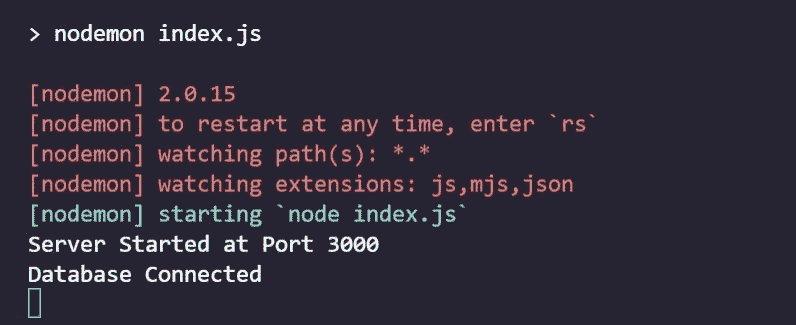 > nodemon index.js
[nodemon] 2.0.15
[nodemon] to restart at any time, enter `rs`
[nodemon] watching path(s): *.*
[nodemon] watching extensions: js,mjs,json
[nodemon] starting `node index.js`
Server Started at Port 3000
Database Connected